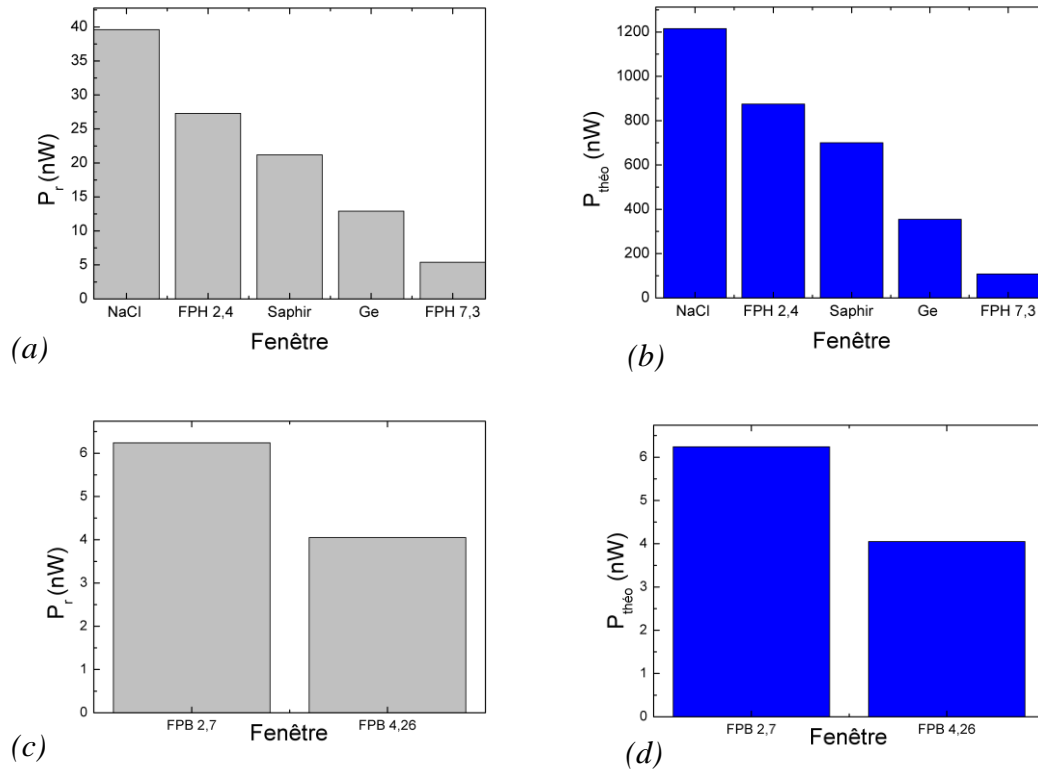 40
35
30
25
20
15
10
5
0
P_r (nW)
NaCl FPH 2,4 Saphir Ge FPH 7,3
Fenêtre
(a)
1200
1000
800
600
400
200
0
P_théo (nW)
NaCl FPH 2,4 Saphir Ge FPH 7,3
Fenêtre
(b)
6
5
4
3
2
1
0
P_r (nW)
FPB 2,7 FPB 4,26
Fenêtre
(c)
6
5
4
3
2
1
0
P_théo (nW)
FPB 2,7 FPB 4,26
Fenêtre
(d)